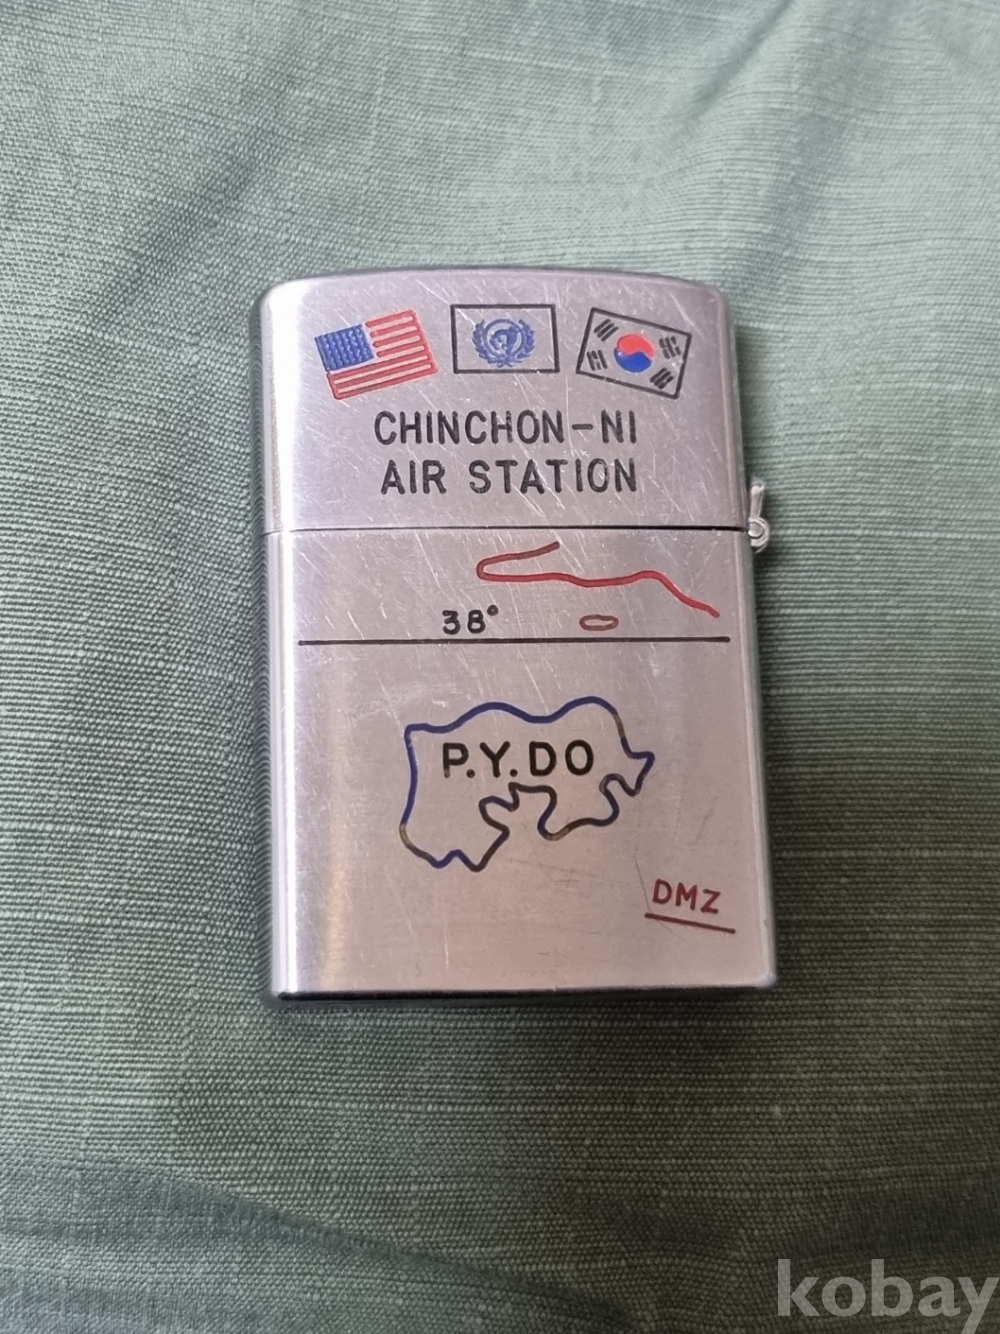 CHINCHON-NI
AIR STATION
38°
P.Y.DO
DMZ
kobay